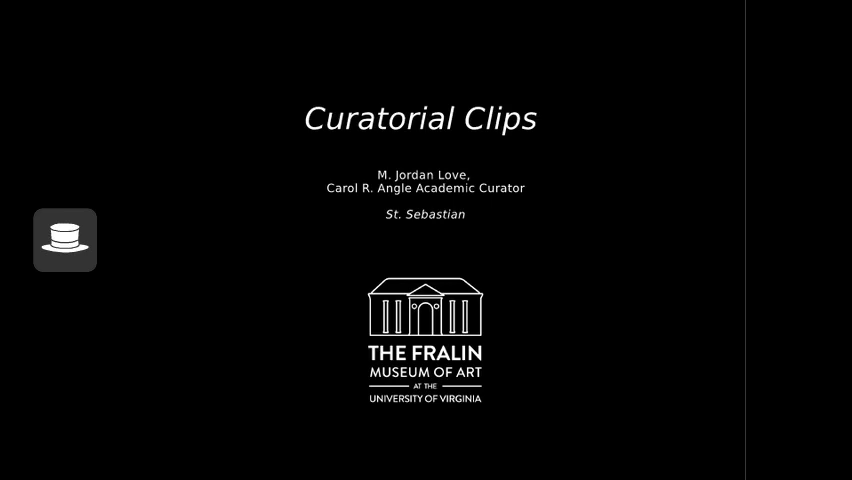 Curatorial Clips
M. Jordan Love,
Carol R. Angle Academic Curator
St. Sebastian
THE FRALIN
MUSEUM OF ART
AT THE
UNIVERSITY OF VIRGINIA